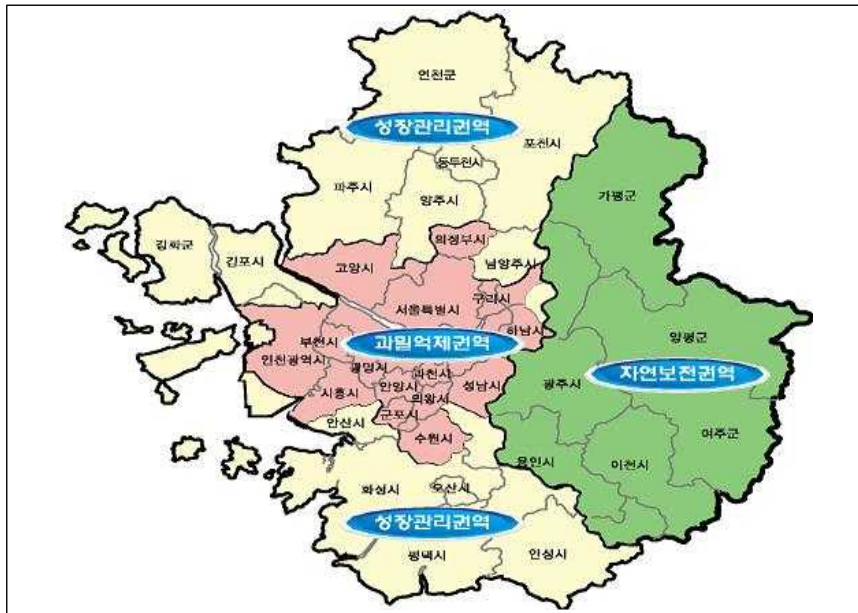 연천군
성장관리권역
포천시
동두천시
파주시
양주시
가평군
의정부시
강화군
김포시
고양시
남양주시
서울특별시
구리시
하남시
양평군
부천시
과밀억제권역
인천광역시
광명시
과천시
자연보전권역
시흥시
안양시
성남시
광주시
의왕시
군포시
안산시
수원시
여주군
용인시
이천시
화성시
오산시
성장관리권역
평택시
안성시